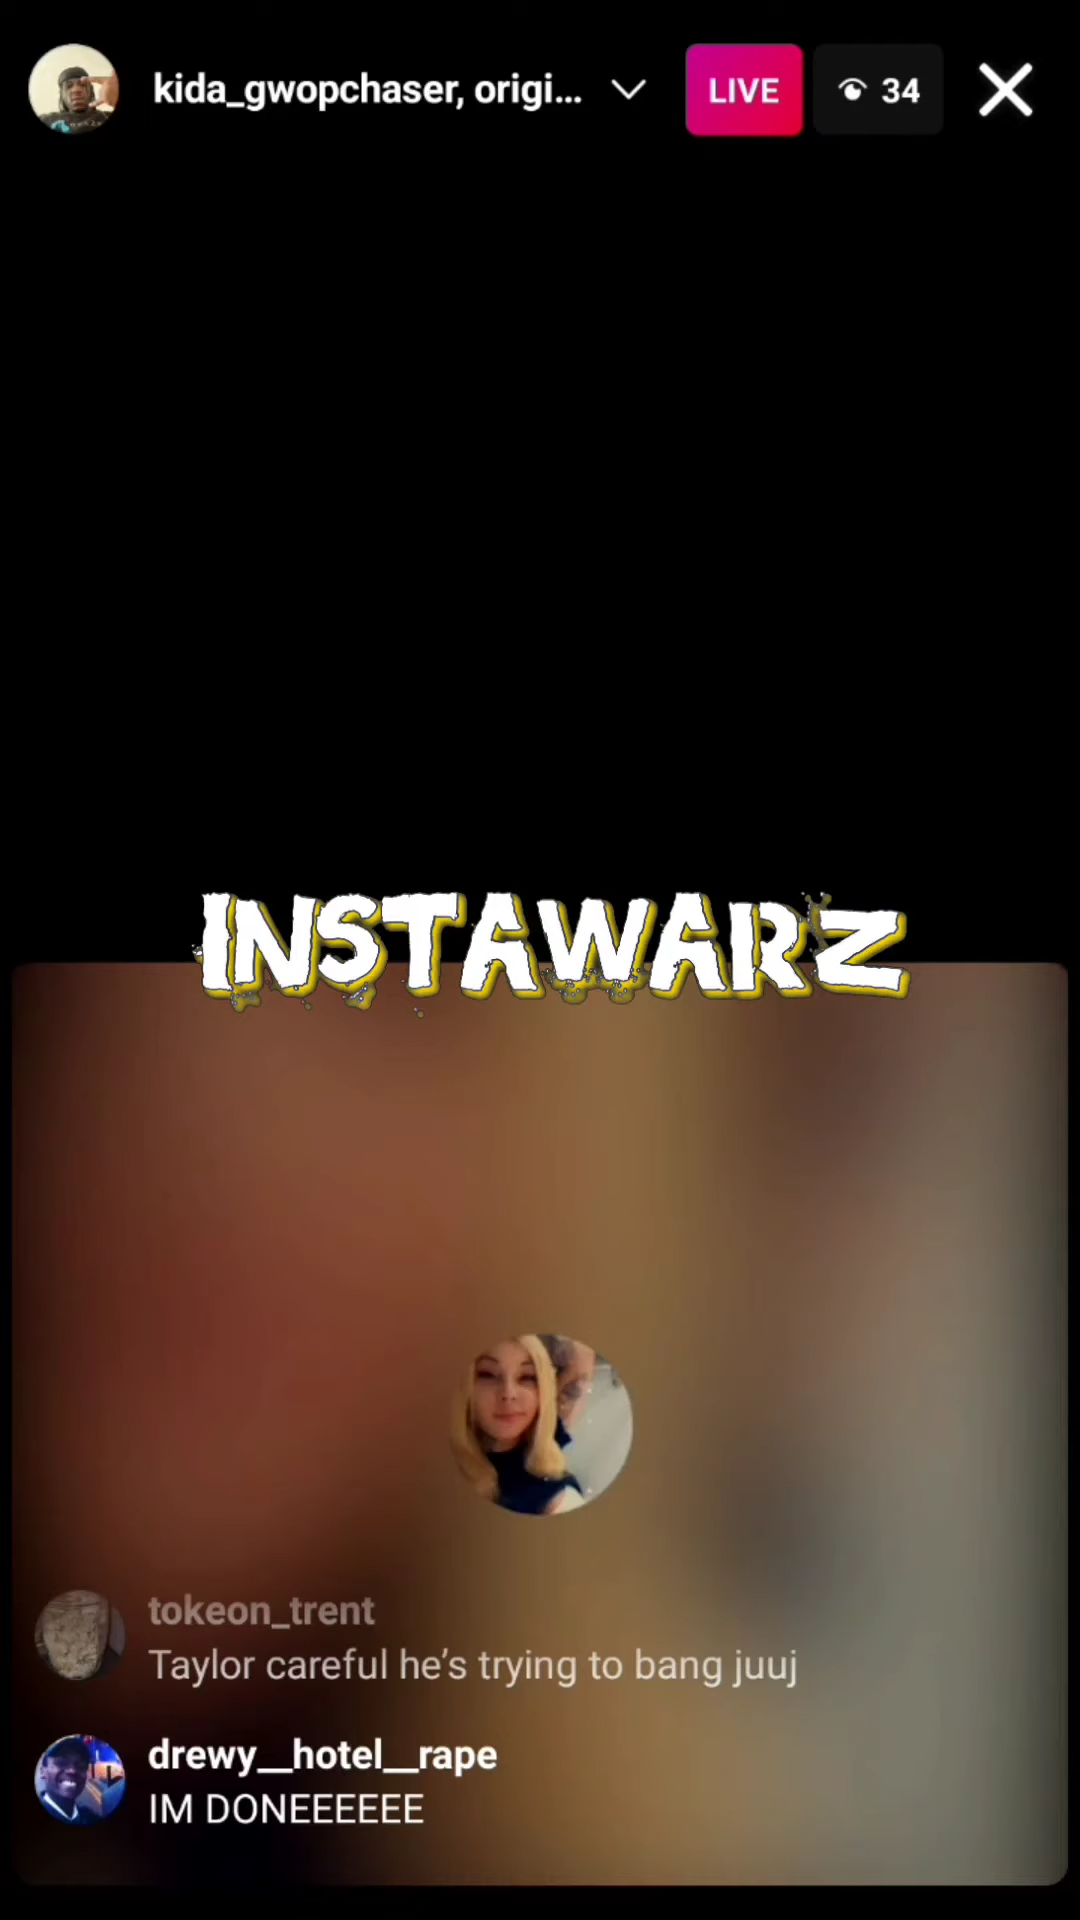 kida_gwopchaser, origi...
LIVE
34
INSTAWARZ
tokeon_trent
Taylor careful he’s trying to bang juuj
drewy__hotel__rape
IM DONEEEEEE